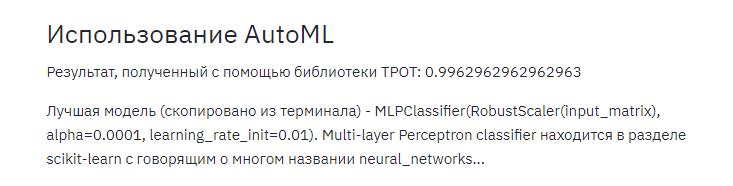 Использование AutoML
Результат, полученный с помощью библиотеки TPOT: 0.9962962962962963
Лучшая модель (скопировано из терминала) - MLPClassifier(RobustScaler(input_matrix),
alpha=0.0001, learning_rate_init=0.01). Multi-layer Perceptron classifier находится в разделе
scikit-learn с говорящим о многом названии neural_networks...